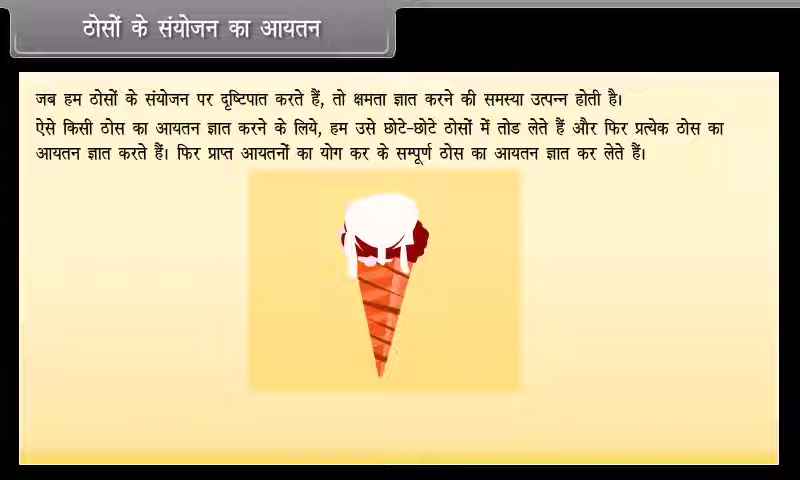 ठोसों के संयोजन का आयतन
जब हम ठोसों के संयोजन पर दृष्टिपात करते हैं, तो क्षमता ज्ञात करने की समस्या उत्पन्न होती है।
ऐसे किसी ठोस का आयतन ज्ञात करने के लिये, हम उसे छोटे-छोटे ठोसों में तोड लेते हैं और फिर प्रत्येक ठोस का
आयतन ज्ञात करते हैं। फिर प्राप्त आयतनों का योग कर के सम्पूर्ण ठोस का आयतन ज्ञात कर लेते हैं।